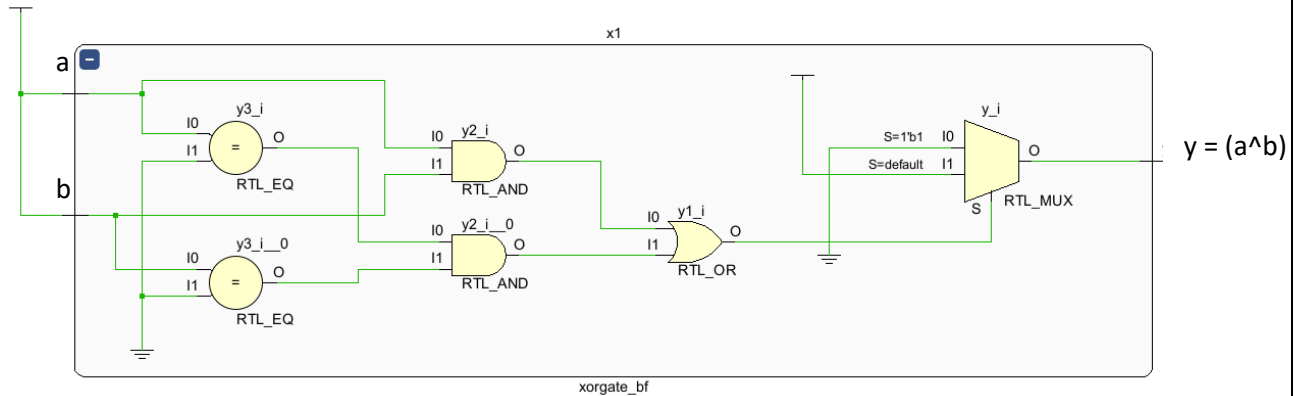 x1
a
−
b
y3_i
I0
I1
=
O
RTL_EQ
y3_i__0
I0
I1
=
O
RTL_EQ
y2_i
I0
I1
O
RTL_AND
y2_i__0
I0
I1
O
RTL_AND
y1_i
I0
I1
O
RTL_OR
y_i
S=1'b1
I0
S=default
I1
O
S
RTL_MUX
y = (a^b)
xorgate_bf